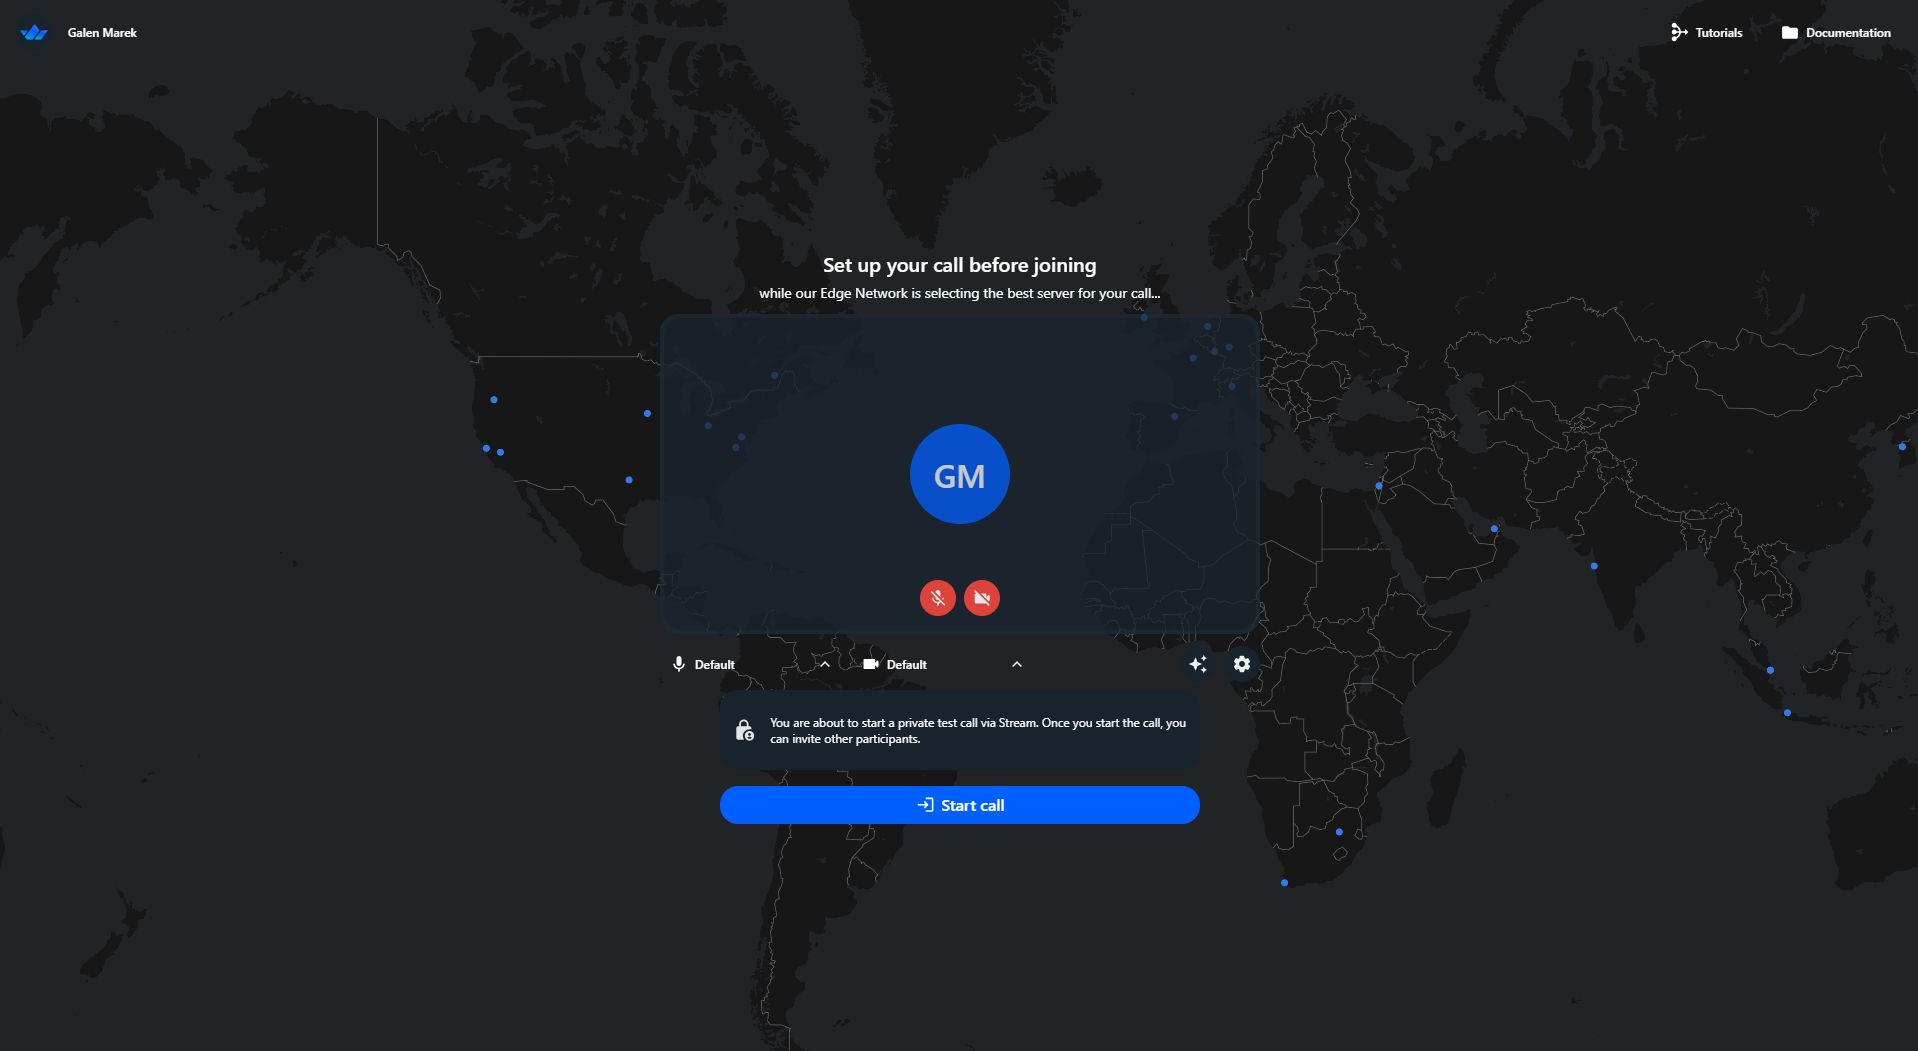 Galen Marek
Tutorials
Documentation
Set up your call before joining
while our Edge Network is selecting the best server for your call...
GM
Default
Default
You are about to start a private test call via Stream. Once you start the call, you
can invite other participants.
Start call